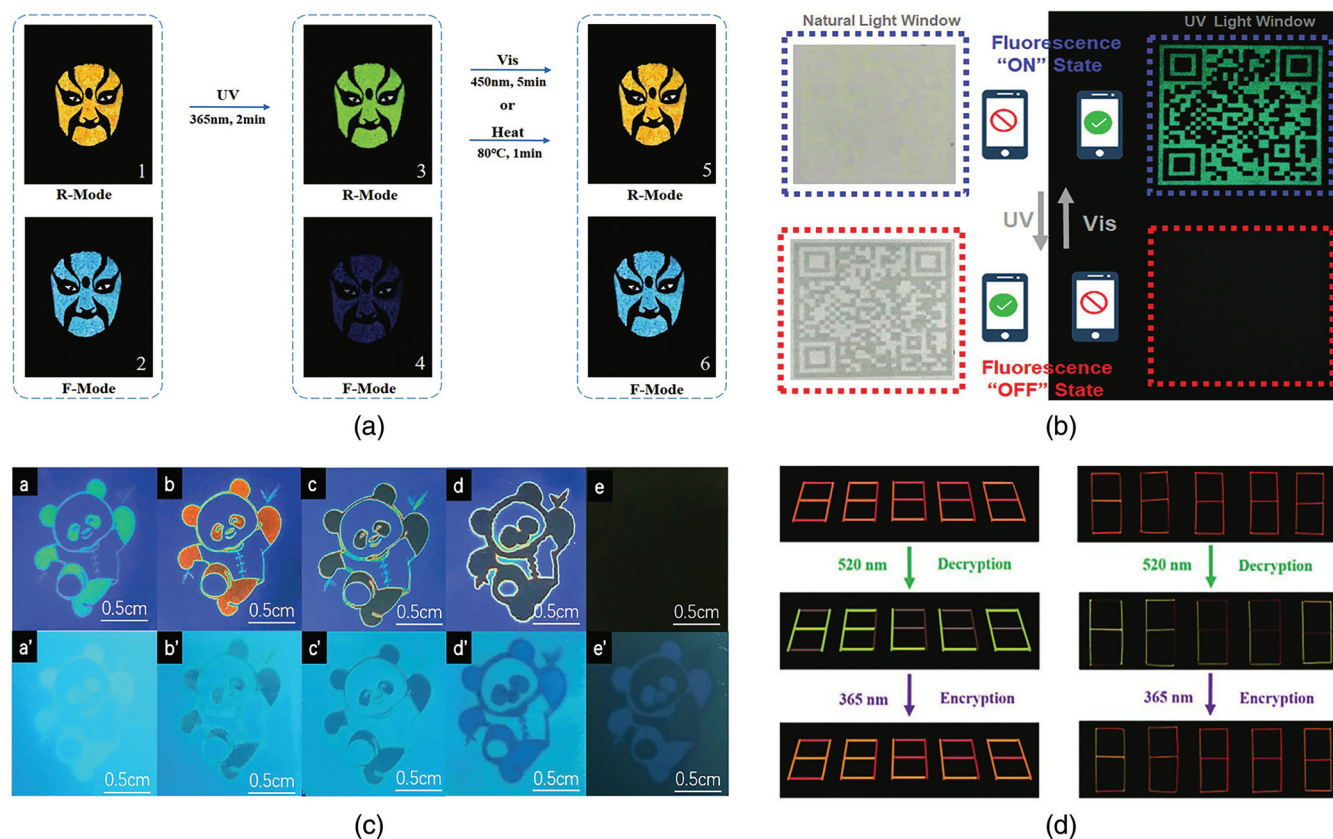 1
R-Mode
2
F-Mode
UV
365nm, 2min
3
R-Mode
4
F-Mode
Vis
450nm, 5min
or
Heat
80℃, 1min
5
R-Mode
6
F-Mode
(a)
Natural Light Window
UV Light Window
Fluorescence
“ON” State
UV
Vis
Fluorescence
“OFF” State
(b)
a
0.5cm
b
0.5cm
c
0.5cm
d
0.5cm
e
0.5cm
a'
0.5cm
b'
0.5cm
c'
0.5cm
d'
0.5cm
e'
0.5cm
(c)
520 nm
Decryption
365 nm
Encryption
520 nm
Decryption
365 nm
Encryption
(d)